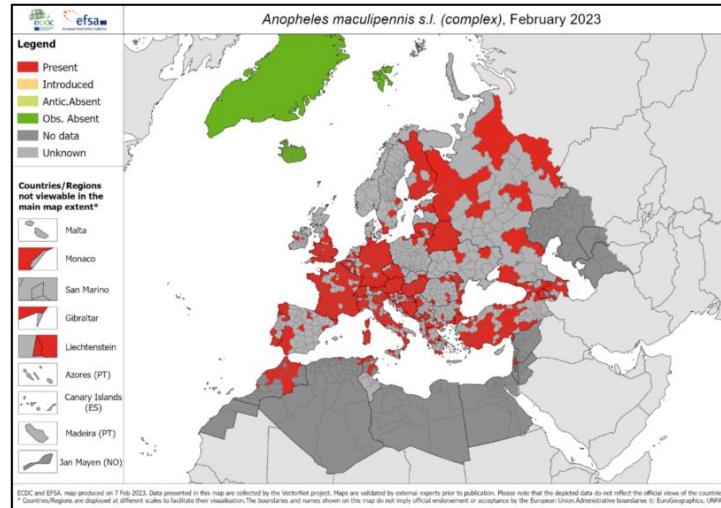 ecdc
efsa
Anopheles maculipennis s.l. (complex), February 2023
Legend
Present
Introduced
Antic.Absent
Obs. Absent
No data
Unknown
Countries/Regions
not viewable in the
main map extent*
Malta
Monaco
San Marino
Gibraltar
Liechtenstein
Azores (PT)
Canary Islands
(ES)
Madeira (PT)
Jan Mayen (NO)
ECDC and EFSA, map produced on 7 Feb 2023. Data presented in this map are collected by the VectorNet project. Maps are validated by external experts prior to publication. Please note that the depicted data do not reflect the official views of the countrie
* Countries/Regions are displayed at different scales to facilitate their visualisation.The boundaries and names shown on this map do not imply official endorsement or acceptance by the European Union.Administrative boundaries © EuroGeographics, UNFA